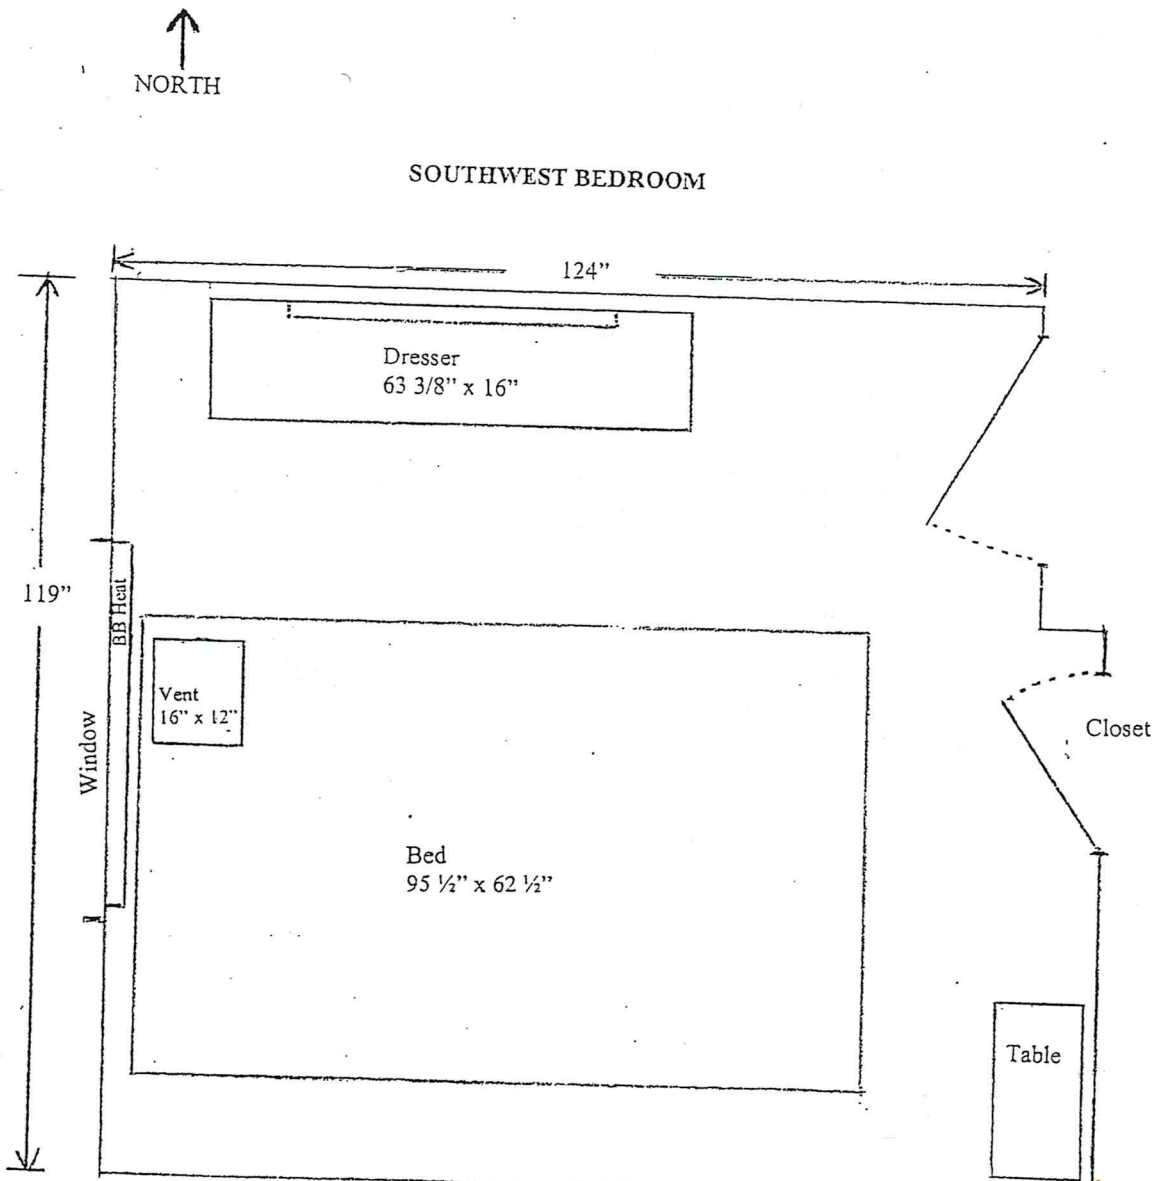 NORTH
SOUTHWEST BEDROOM
124”
Dresser
63 3/8” x 16”
119”
BB Heat
Vent
16” x 12”
Window
Closet
Bed
95 ½” x 62 ½”
Table